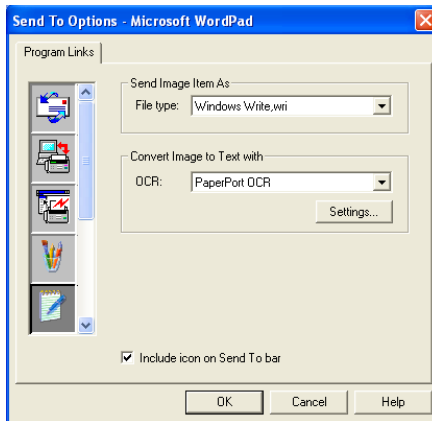 Send To Options - Microsoft WordPad
Program Links
Send Image Item As
File type: Windows Write,wri
Convert Image to Text with
OCR: PaperPort OCR
Settings...
Include icon on Send To bar
OK Cancel Help